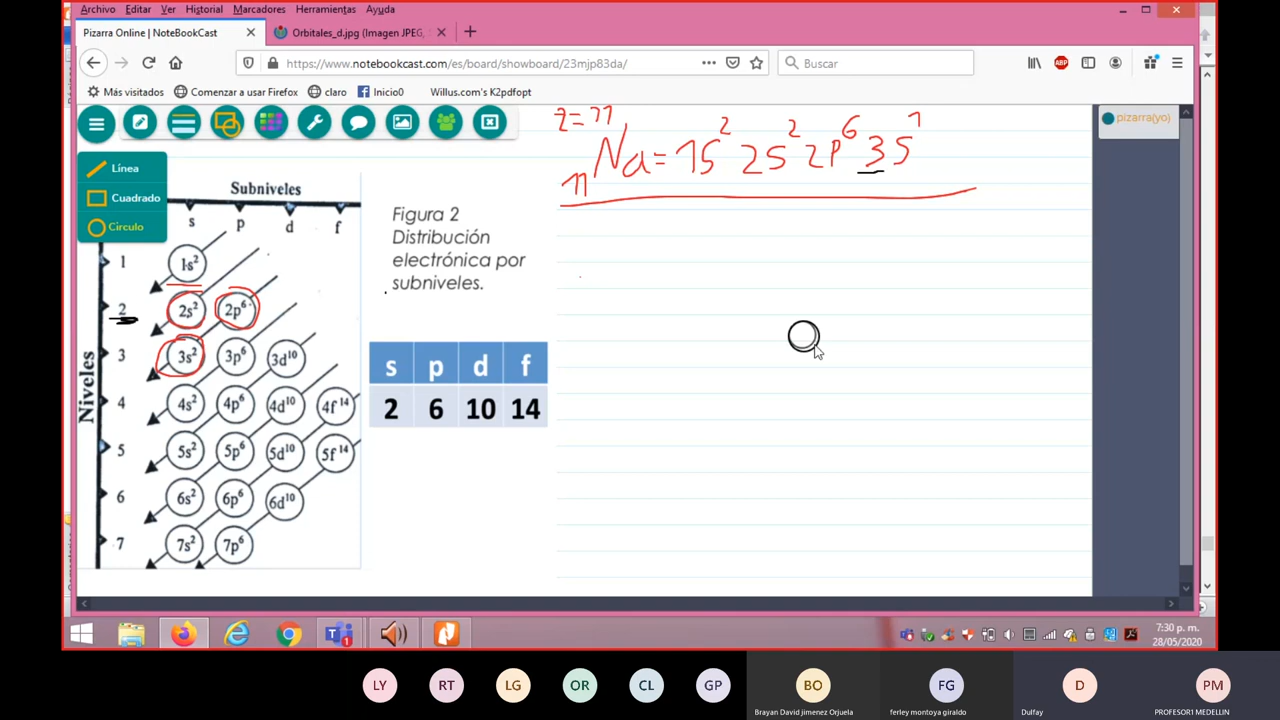 Archivo Editar Ver Historial Marcadores Herramientas Ayuda
Pizarra Online | NoteBookCast
Orbitales_d.jpg (Imagen JPEG,
https://www.notebookcast.com/es/board/showboard/23mjp83da/
Buscar
ABP
Más visitados Comenzar a usar Firefox claro Inicio0 Willus.com's K2pdfopt
pizarra(yo)
Línea
Cuadrado
Circulo
Subniveles
s p d f
Niveles
1 1s²
2 2s² 2p⁶
3 3s² 3p⁶ 3d¹⁰
4 4s² 4p⁶ 4d¹⁰ 4f¹⁴
5 5s² 5p⁶ 5d¹⁰ 5f¹⁴
6 6s² 6p⁶ 6d¹⁰
7 7s² 7p⁶
Figura 2
Distribución
electrónica por
subniveles.
s p d f
2 6 10 14
z=11
₁₁Na=1s² 2s² 2p⁶ 3s¹
7:30 p. m.
28/05/2020
LY RT LG OR CL GP BO FG D PM
Brayan David jimenez Orjuela
ferley montoya giraldo
Dulfay
PROFESOR1 MEDELLIN